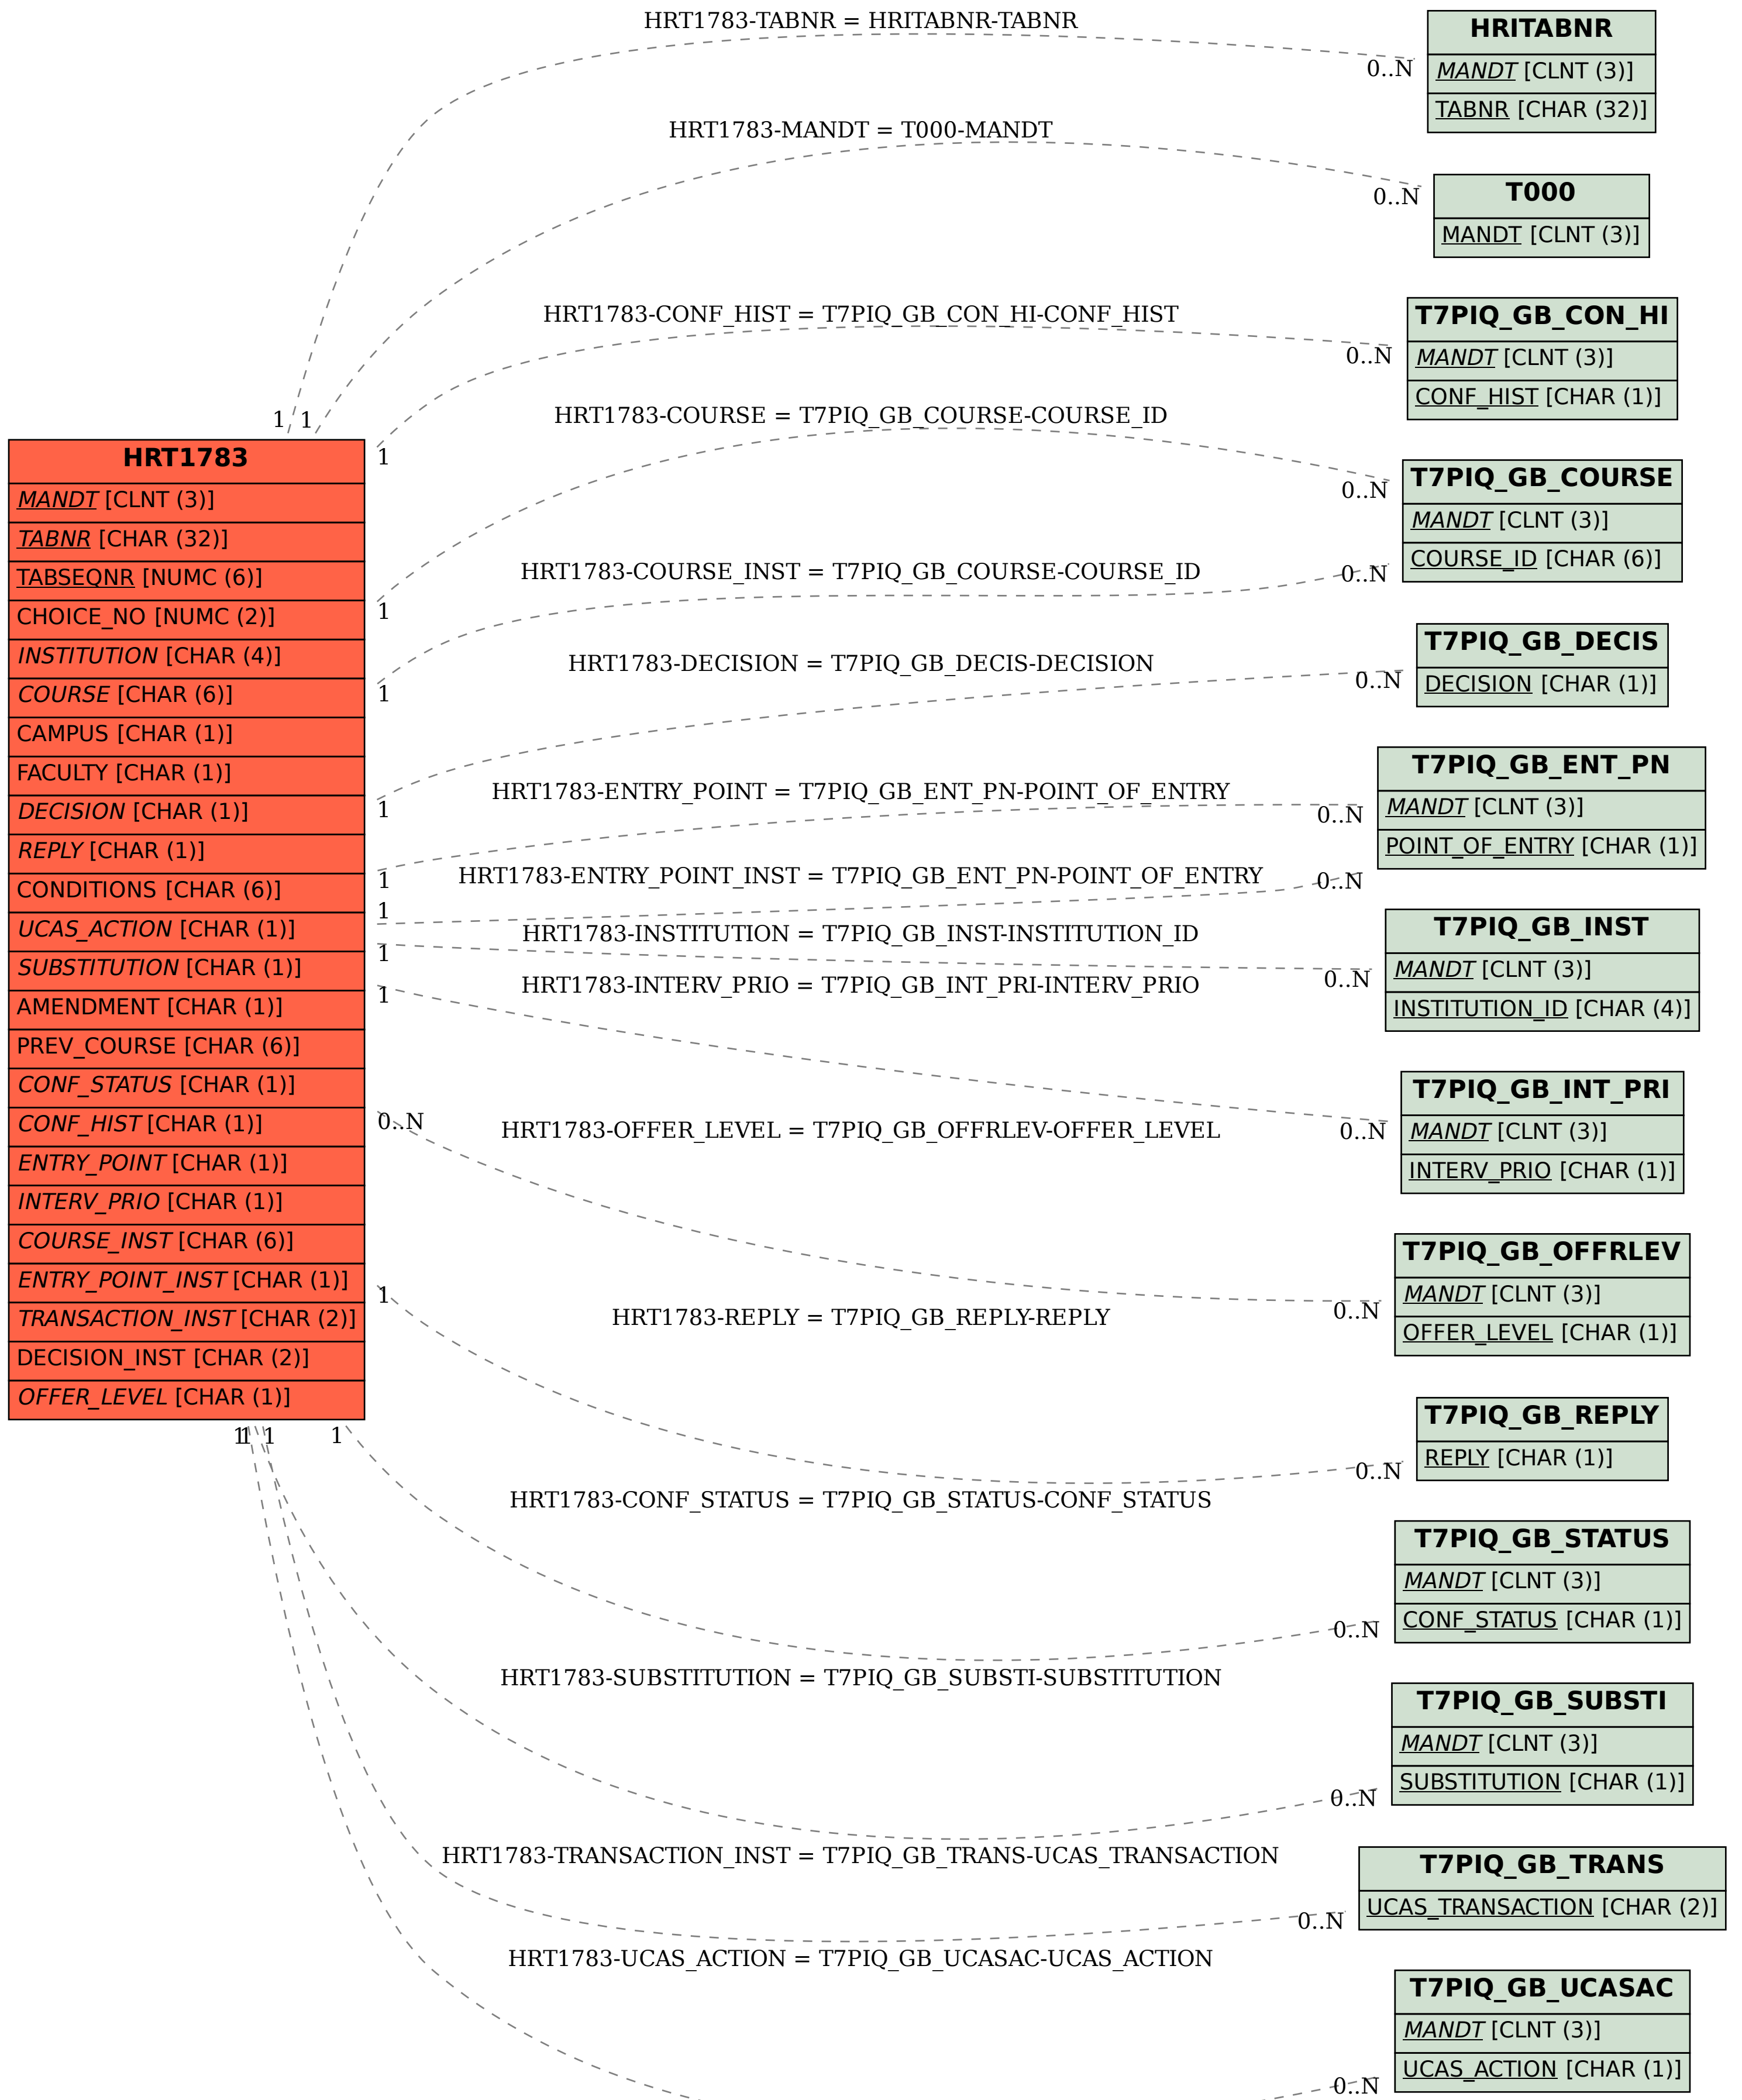 HRT1783-TABNR = HRITABNR-TABNR
HRITABNR
0..N
MANDT [CLNT (3)]
TABNR [CHAR (32)]
HRT1783-MANDT = T000-MANDT
T000
0..N
MANDT [CLNT (3)]
HRT1783-CONF_HIST = T7PIQ_GB_CON_HI-CONF_HIST
T7PIQ_GB_CON_HI
0..N
MANDT [CLNT (3)]
CONF_HIST [CHAR (1)]
HRT1783-COURSE = T7PIQ_GB_COURSE-COURSE_ID
1
1
1
HRT1783
MANDT [CLNT (3)]
TABNR [CHAR (32)]
TABSEQNR [NUMC (6)]
CHOICE_NO [NUMC (2)]
INSTITUTION [CHAR (4)]
COURSE [CHAR (6)]
CAMPUS [CHAR (1)]
FACULTY [CHAR (1)]
DECISION [CHAR (1)]
REPLY [CHAR (1)]
CONDITIONS [CHAR (6)]
UCAS_ACTION [CHAR (1)]
SUBSTITUTION [CHAR (1)]
AMENDMENT [CHAR (1)]
PREV_COURSE [CHAR (6)]
CONF_STATUS [CHAR (1)]
CONF_HIST [CHAR (1)]
ENTRY_POINT [CHAR (1)]
INTERV_PRIO [CHAR (1)]
COURSE_INST [CHAR (6)]
ENTRY_POINT_INST [CHAR (1)]
TRANSACTION_INST [CHAR (2)]
DECISION_INST [CHAR (2)]
OFFER_LEVEL [CHAR (1)]
T7PIQ_GB_COURSE
0..N
MANDT [CLNT (3)]
COURSE_ID [CHAR (6)]
HRT1783-COURSE_INST = T7PIQ_GB_COURSE-COURSE_ID
0..N
1
1
HRT1783-DECISION = T7PIQ_GB_DECIS-DECISION
T7PIQ_GB_DECIS
0..N
DECISION [CHAR (1)]
1
HRT1783-ENTRY_POINT = T7PIQ_GB_ENT_PN-POINT_OF_ENTRY
T7PIQ_GB_ENT_PN
0..N
MANDT [CLNT (3)]
POINT_OF_ENTRY [CHAR (1)]
1
HRT1783-ENTRY_POINT_INST = T7PIQ_GB_ENT_PN-POINT_OF_ENTRY
0..N
1
HRT1783-INSTITUTION = T7PIQ_GB_INST-INSTITUTION_ID
T7PIQ_GB_INST
1
0..N
MANDT [CLNT (3)]
INSTITUTION_ID [CHAR (4)]
HRT1783-INTERV_PRIO = T7PIQ_GB_INT_PRI-INTERV_PRIO
1
T7PIQ_GB_INT_PRI
0..N
MANDT [CLNT (3)]
INTERV_PRIO [CHAR (1)]
0..N
HRT1783-OFFER_LEVEL = T7PIQ_GB_OFFRLEV-OFFER_LEVEL
T7PIQ_GB_OFFRLEV
0..N
MANDT [CLNT (3)]
OFFER_LEVEL [CHAR (1)]
1
HRT1783-REPLY = T7PIQ_GB_REPLY-REPLY
T7PIQ_GB_REPLY
0..N
REPLY [CHAR (1)]
1
1
1
1
HRT1783-CONF_STATUS = T7PIQ_GB_STATUS-CONF_STATUS
T7PIQ_GB_STATUS
0..N
MANDT [CLNT (3)]
CONF_STATUS [CHAR (1)]
HRT1783-SUBSTITUTION = T7PIQ_GB_SUBSTI-SUBSTITUTION
T7PIQ_GB_SUBSTI
0..N
MANDT [CLNT (3)]
SUBSTITUTION [CHAR (1)]
HRT1783-TRANSACTION_INST = T7PIQ_GB_TRANS-UCAS_TRANSACTION
T7PIQ_GB_TRANS
0..N
UCAS_TRANSACTION [CHAR (2)]
HRT1783-UCAS_ACTION = T7PIQ_GB_UCASAC-UCAS_ACTION
T7PIQ_GB_UCASAC
MANDT [CLNT (3)]
UCAS_ACTION [CHAR (1)]
0..N